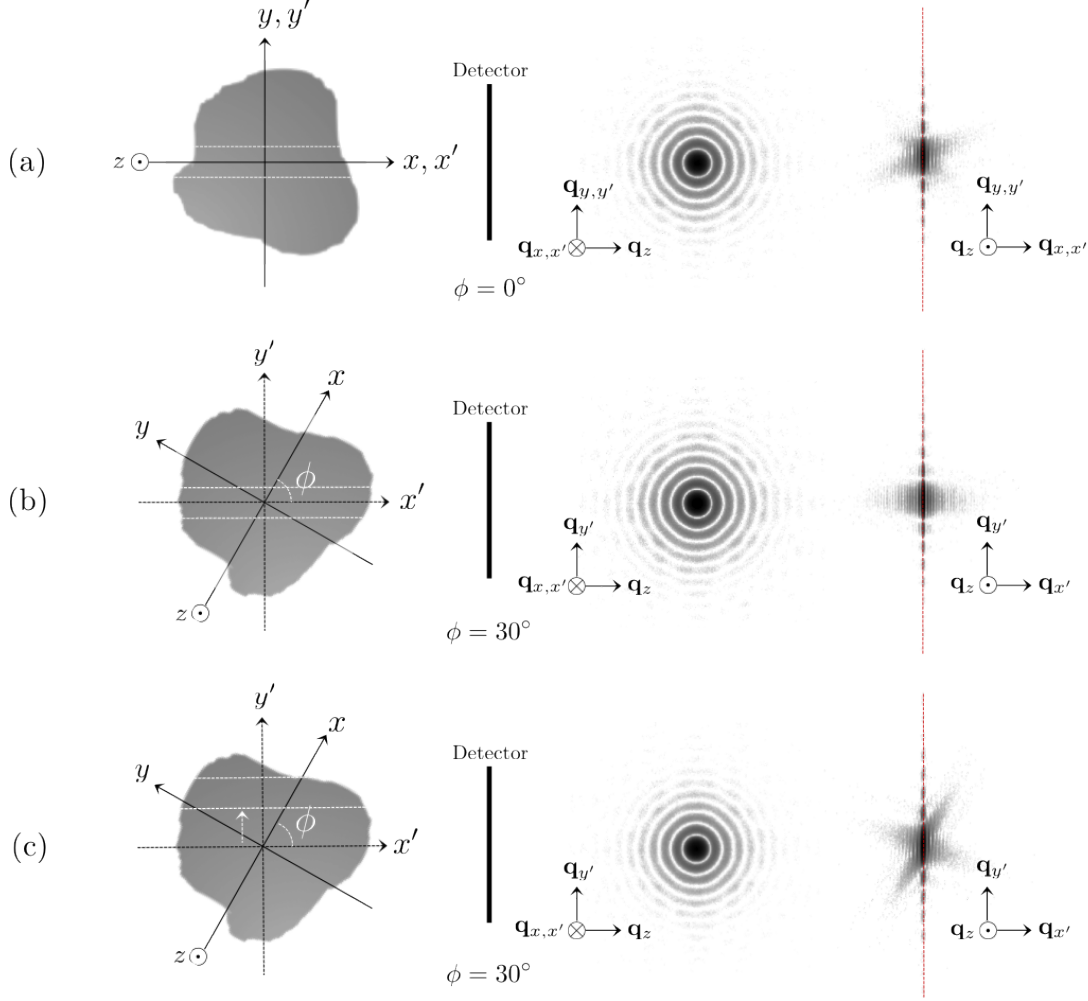 y, y′
Detector
(a)
z
x, x′
q_{y,y′}
q_{y,y′}
q_{x,x′}
q_z
q_z
q_{x,x′}
ϕ = 0°
y′
x
Detector
y
ϕ
(b)
x′
q_{y′}
q_{y′}
q_{x,x′}
q_z
q_z
q_{x′}
z
ϕ = 30°
y′
x
Detector
y
ϕ
(c)
x′
q_{y′}
q_{y′}
q_{x,x′}
q_z
q_z
q_{x′}
z
ϕ = 30°